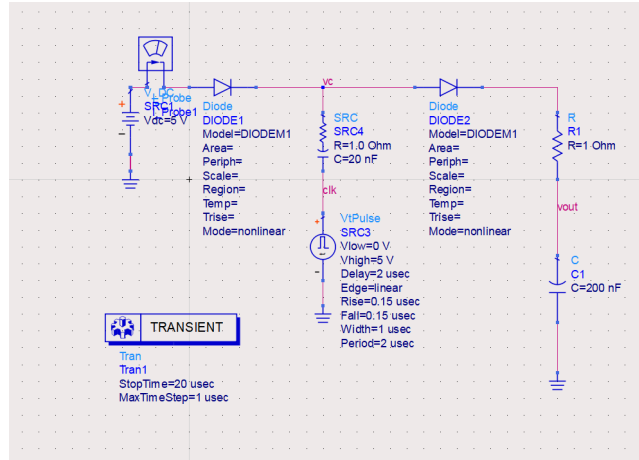 V_DC
SRC1
Vdc=5 V
I_Probe
I_Probe1
Diode
DIODE1
Model=DIODEM1
Area=
Periph=
Scale=
Region=
Temp=
Trise=
Mode=nonlinear
vc
SRC
SRC4
R=1.0 Ohm
C=20 nF
clk
VtPulse
SRC3
Vlow=0 V
Vhigh=5 V
Delay=2 usec
Edge=linear
Rise=0.15 usec
Fall=0.15 usec
Width=1 usec
Period=2 usec
Diode
DIODE2
Model=DIODEM1
Area=
Periph=
Scale=
Region=
Temp=
Trise=
Mode=nonlinear
R
R1
R=1 Ohm
vout
C
C1
C=200 nF
TRANSIENT
Tran
Tran1
StopTime=20 usec
MaxTimeStep=1 usec